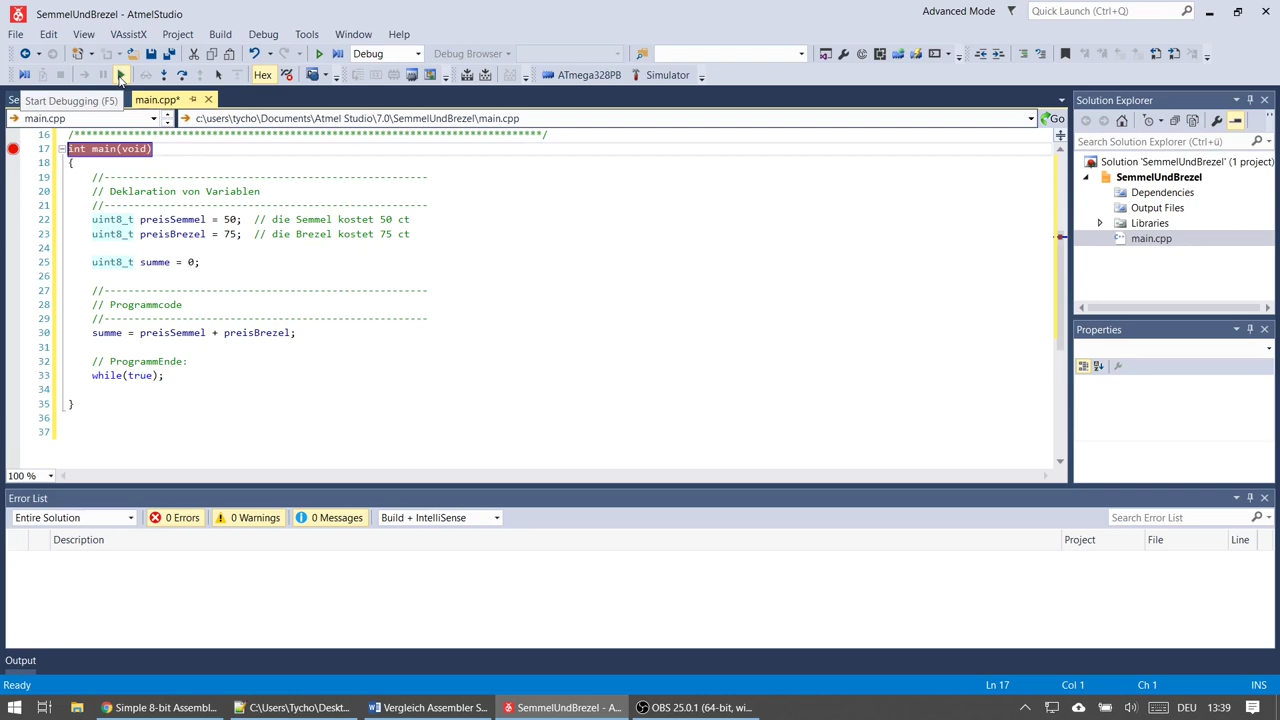 SemmelUndBrezel - AtmelStudio
Advanced Mode
Quick Launch (Ctrl+Q)
File Edit View VAssistX Project Build Debug Tools Window Help
Debug
Debug Browser
Hex
ATmega328PB
Simulator
Se
Start Debugging (F5)
main.cpp*
main.cpp
c:\users\tycho\Documents\Atmel Studio\7.0\SemmelUndBrezel\main.cpp
Go
16 /******************************************************************************/
17 int main(void)
18 {
19 //------------------------------------------------------
20 // Deklaration von Variablen
21 //------------------------------------------------------
22 uint8_t preisSemmel = 50; // die Semmel kostet 50 ct
23 uint8_t preisBrezel = 75; // die Brezel kostet 75 ct
24
25 uint8_t summe = 0;
26
27 //------------------------------------------------------
28 // Programmcode
29 //------------------------------------------------------
30 summe = preisSemmel + preisBrezel;
31
32 // ProgrammEnde:
33 while(true);
34
35 }
36
37
100 %
Solution Explorer
Search Solution Explorer (Ctrl+ü)
Solution 'SemmelUndBrezel' (1 project)
SemmelUndBrezel
Dependencies
Output Files
Libraries
main.cpp
Properties
Error List
Entire Solution
0 Errors
0 Warnings
0 Messages
Build + IntelliSense
Search Error List
Description Project File Line
Output
Ready
Ln 17 Col 1 Ch 1 INS
Simple 8-bit Assembl...
C:\Users\Tycho\Deskt...
Vergleich Assembler S...
SemmelUndBrezel - A...
OBS 25.0.1 (64-bit, wi...
DEU
13:39